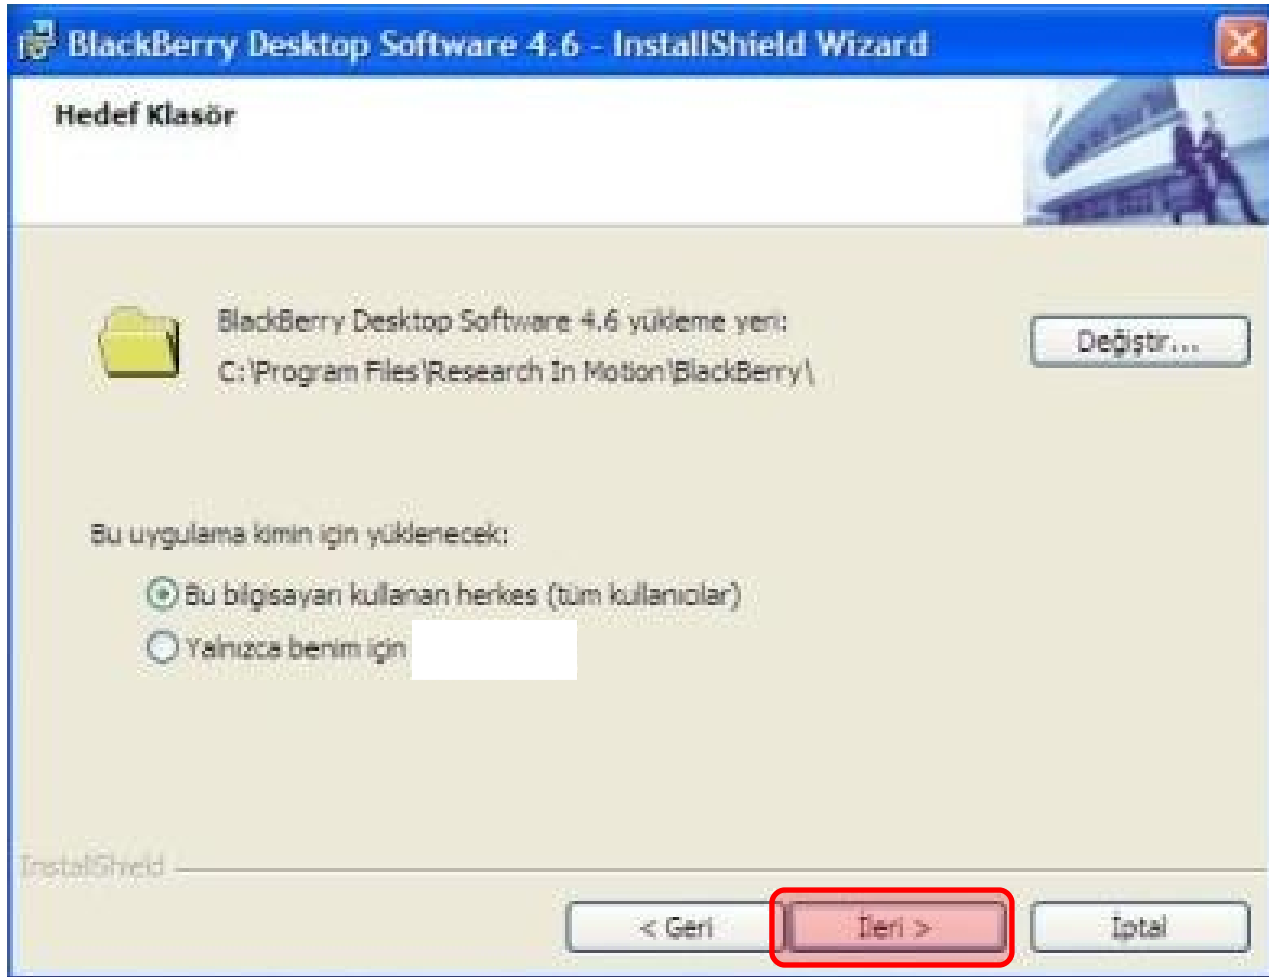 BlackBerry Desktop Software 4.6 - InstallShield Wizard
Hedef Klasör
BlackBerry Desktop Software 4.6 yükleme yeri:
Değiştir...
C:\Program Files\Research In Motion\BlackBerry\
Bu uygulama kimin için yüklenecek:
Bu bilgisayarı kullanan herkes (tüm kullanıcılar)
Yalnızca benim için
InstallShield
< Geri
İleri >
İptal